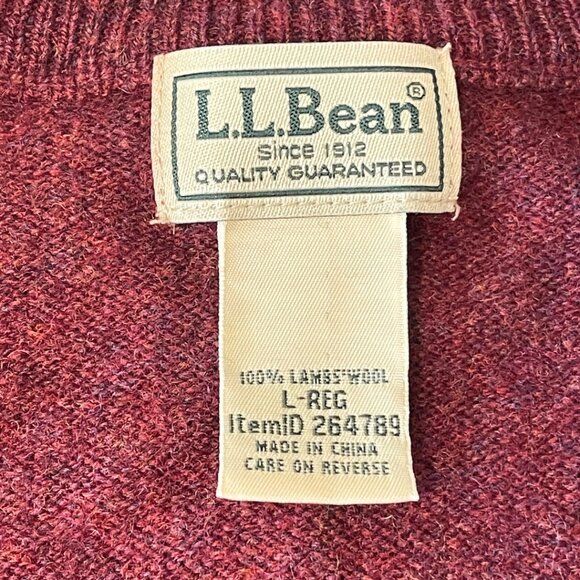 L.L.Bean®
Since 1912
QUALITY GUARANTEED
100% LAMBS'WOOL
L-REG
ItemID 264789
MADE IN CHINA
CARE ON REVERSE